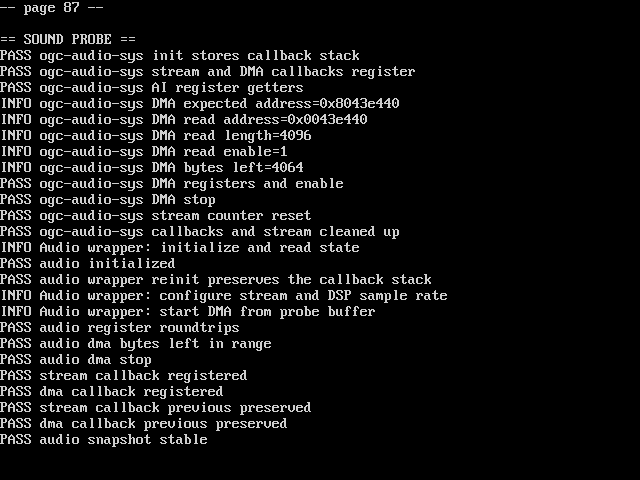 -- page 87 --
== SOUND PROBE ==
PASS ogc-audio-sys init stores callback stack
PASS ogc-audio-sys stream and DMA callbacks register
PASS ogc-audio-sys AI register getters
INFO ogc-audio-sys DMA expected address=0x8043e440
INFO ogc-audio-sys DMA read address=0x0043e440
INFO ogc-audio-sys DMA read length=4096
INFO ogc-audio-sys DMA read enable=1
INFO ogc-audio-sys DMA bytes left=4064
PASS ogc-audio-sys DMA registers and enable
PASS ogc-audio-sys DMA stop
PASS ogc-audio-sys stream counter reset
PASS ogc-audio-sys callbacks and stream cleaned up
INFO Audio wrapper: initialize and read state
PASS audio initialized
PASS audio wrapper reinit preserves the callback stack
INFO Audio wrapper: configure stream and DSP sample rate
INFO Audio wrapper: start DMA from probe buffer
PASS audio register roundtrips
PASS audio dma bytes left in range
PASS audio dma stop
PASS stream callback registered
PASS dma callback registered
PASS stream callback previous preserved
PASS dma callback previous preserved
PASS audio snapshot stable